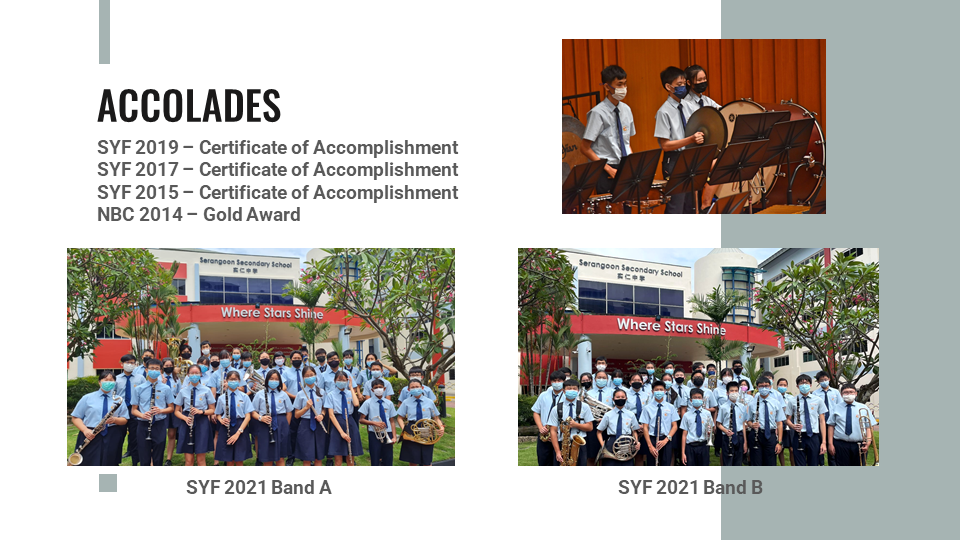 ACCOLADES
SYF 2019 – Certificate of Accomplishment
SYF 2017 – Certificate of Accomplishment
SYF 2015 – Certificate of Accomplishment
NBC 2014 – Gold Award
Serangoon Secondary School
实仁中学
Where Stars Shine
Serangoon Secondary School
实仁中学
Where Stars Shine
SYF 2021 Band A
SYF 2021 Band B